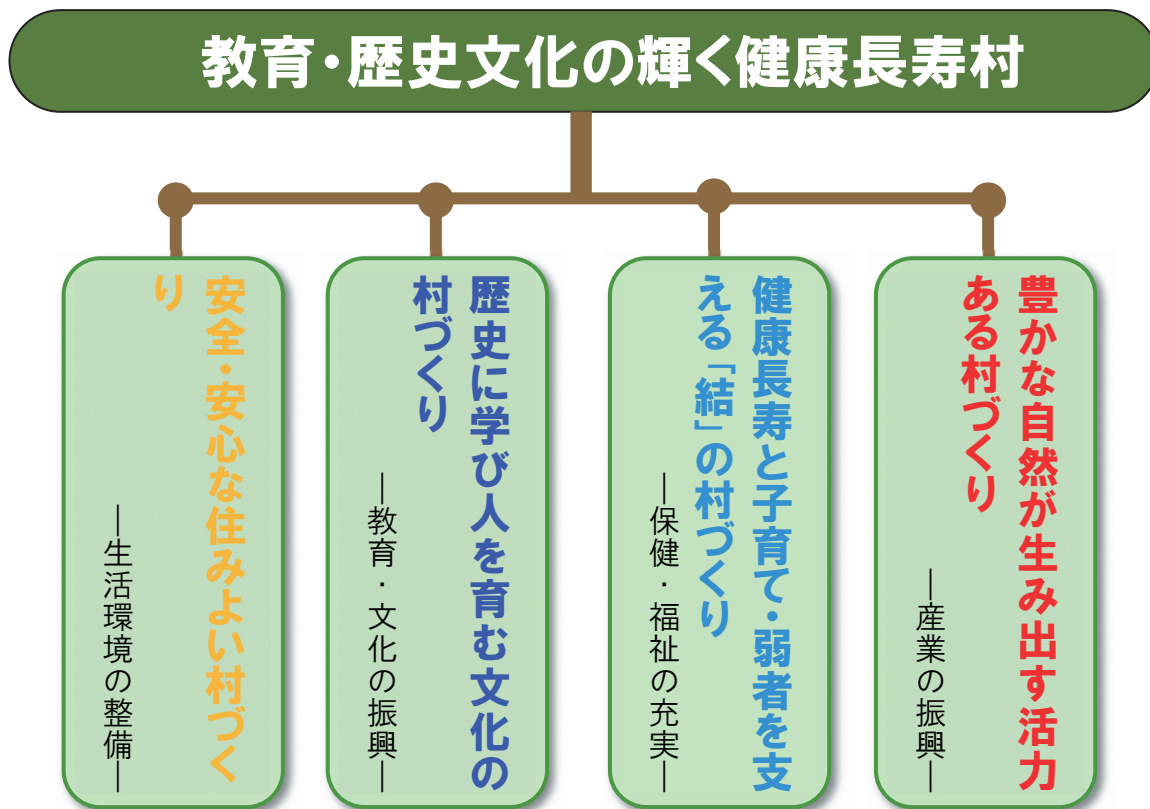 教育・歴史文化の輝く健康長寿村
豊かな自然が生み出す活力
ある村づくり
―産業の振興―
健康長寿と子育て・弱者を支
える「結」の村づくり
―保健・福祉の充実―
歴史に学び人を育む文化の
村づくり
―教育・文化の振興―
安全・安心な住みよい村づく
り
―生活環境の整備―